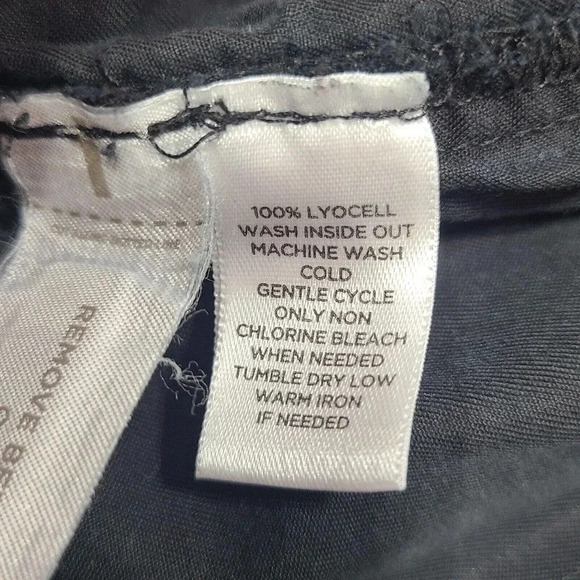 100% LYOCELL
WASH INSIDE OUT
MACHINE WASH
COLD
GENTLE CYCLE
ONLY NON
CHLORINE BLEACH
WHEN NEEDED
TUMBLE DRY LOW
WARM IRON
IF NEEDED
REMOVE